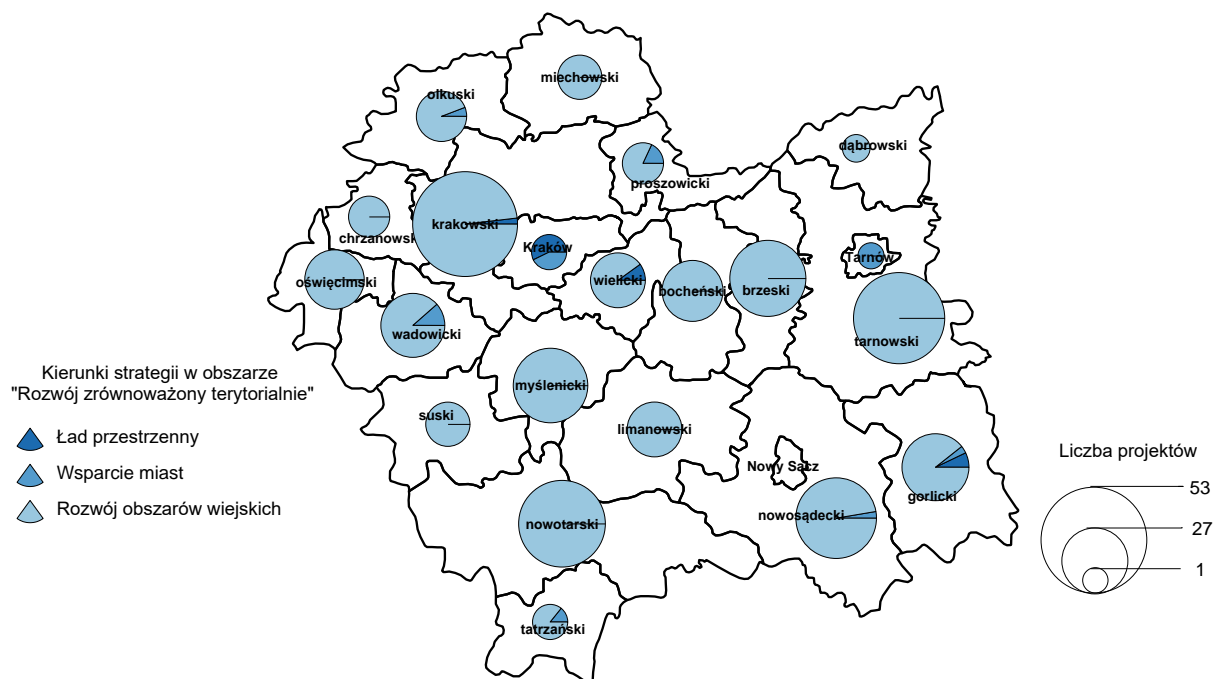 miechowski
olkuski
dąbrowski
proszowicki
krakowski
chrzanowsk
Kraków
Tarnów
oświęcimski
wielicki
bocheński
brzeski
wadowicki
tarnowski
Kierunki strategii w obszarze
"Rozwój zrównoważony terytorialnie"
myślenicki
suski
limanowski
Ład przestrzenny
Wsparcie miast
Rozwój obszarów wiejskich
Nowy Sącz
gorlicki
nowosądecki
nowotarski
tatrzański
Liczba projektów
53
27
1